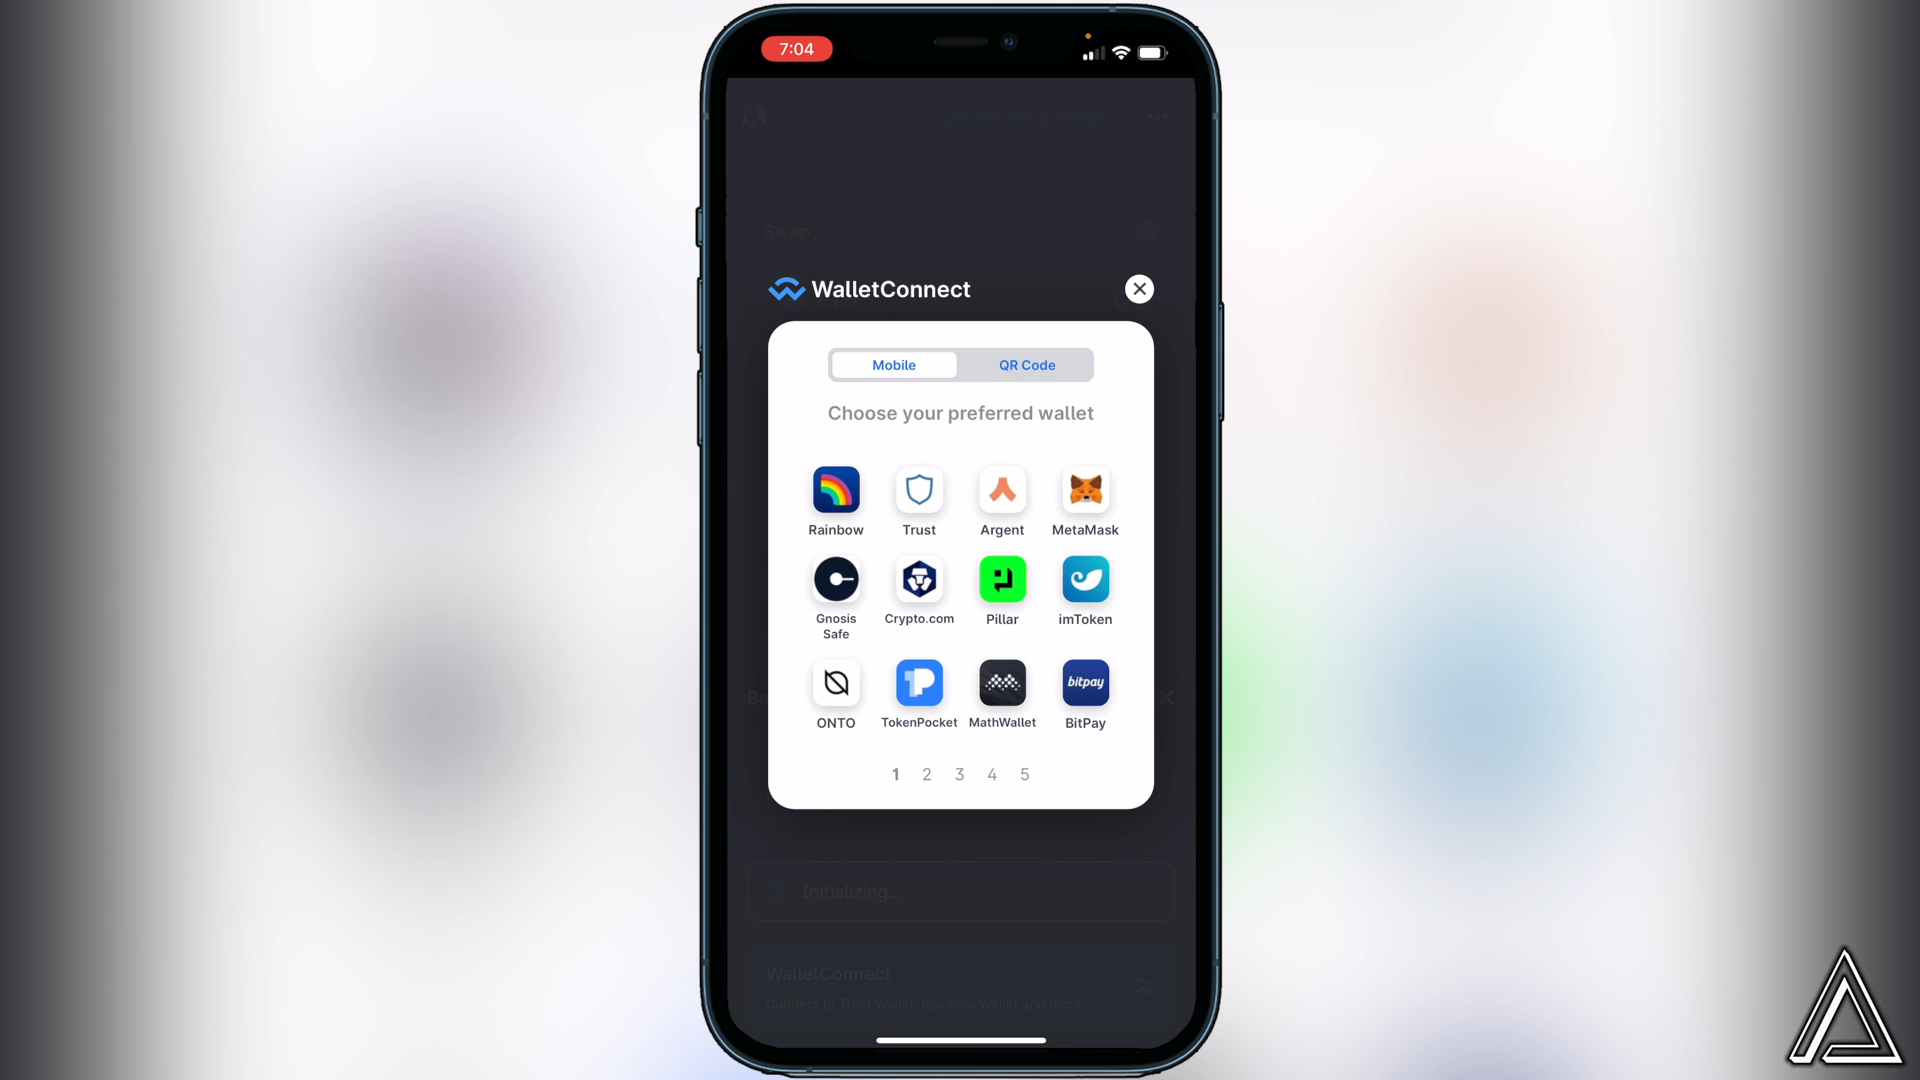 7:04
Swap
WalletConnect
Mobile QR Code
Choose your preferred wallet
Rainbow Trust Argent MetaMask
Gnosis Safe Crypto.com Pillar imToken
ONTO TokenPocket MathWallet bitpay BitPay
Ba
1 2 3 4 5
Initializing...
WalletConnect
Connect to Trust Wallet, Rainbow Wallet and more...